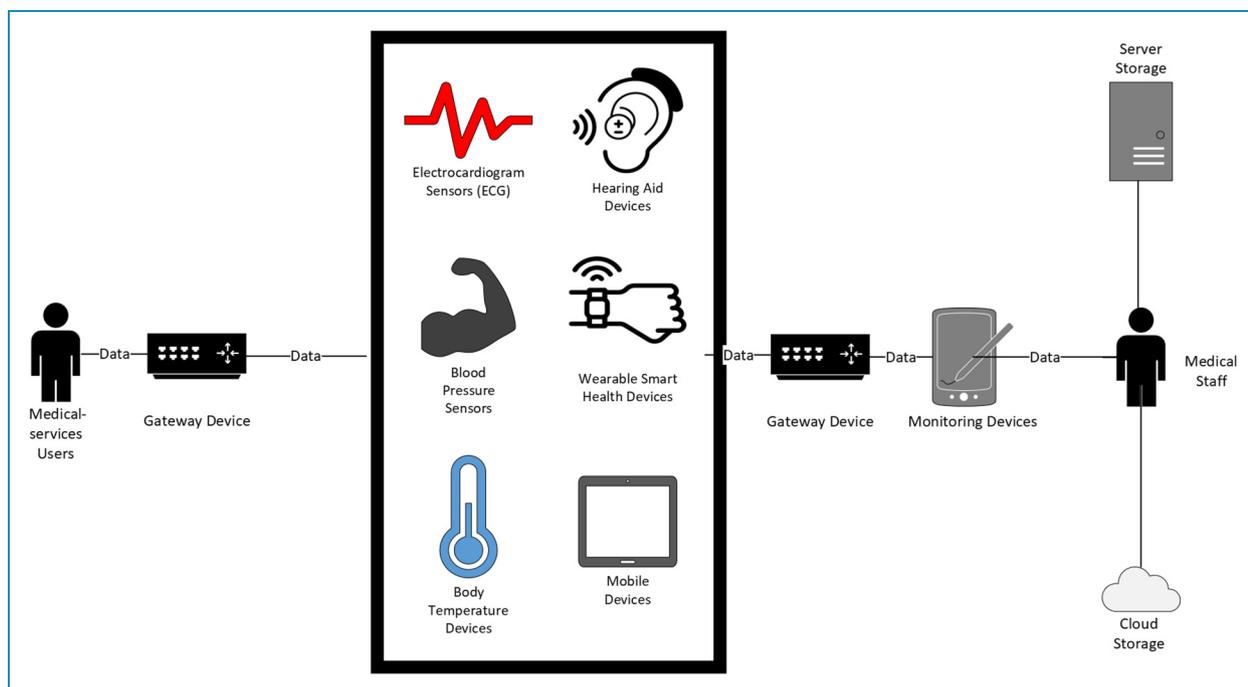 Server
Storage
Electrocardiogram
Sensors (ECG)
Hearing Aid
Devices
Data
Data
Data
Data
Data
Medical-
services
Users
Gateway Device
Blood
Pressure
Sensors
Wearable Smart
Health Devices
Gateway Device
Monitoring Devices
Medical
Staff
Body
Temperature
Devices
Mobile
Devices
Cloud
Storage